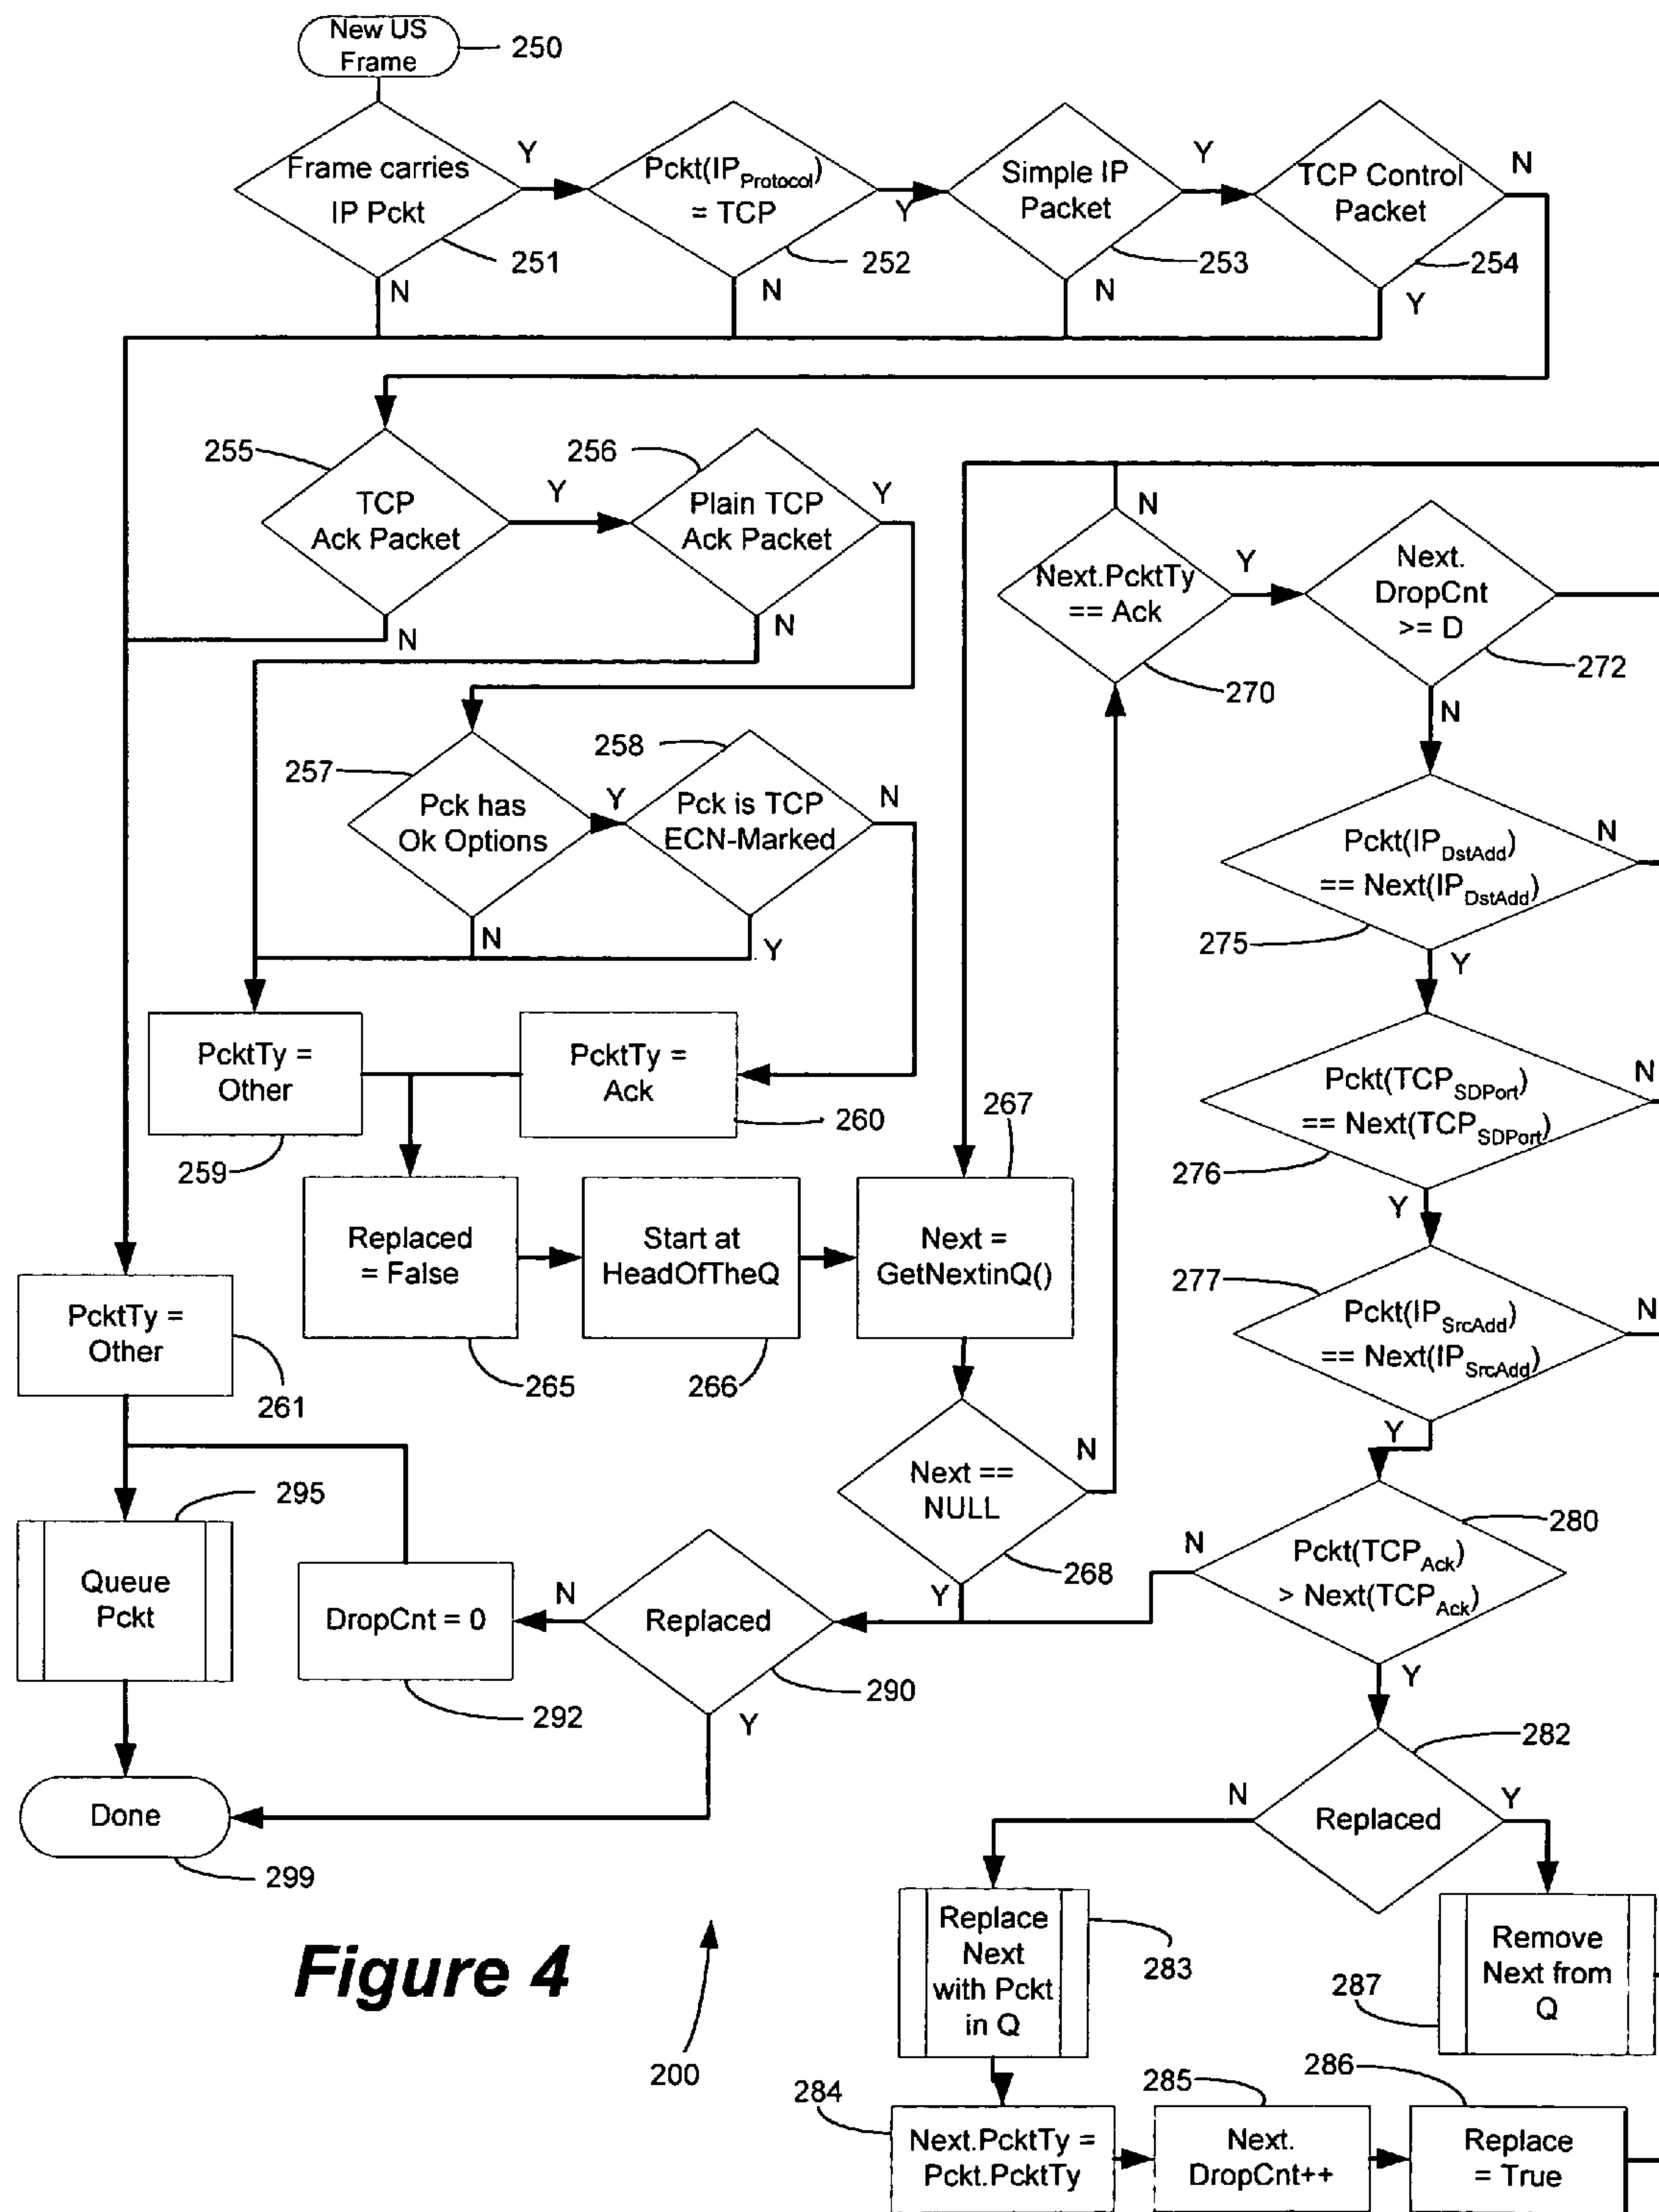 New US
Frame
250
Frame carries
IP Pckt
251
Y
N
Pckt(IPProtocol)
= TCP
252
Y
N
Simple IP
Packet
253
Y
N
TCP Control
Packet
254
N
Y
255
TCP
Ack Packet
Y
N
256
Plain TCP
Ack Packet
Y
N
257
Pck has
Ok Options
Y
N
258
Pck is TCP
ECN-Marked
N
Y
PcktTy =
Other
259
PcktTy =
Ack
260
PcktTy =
Other
261
Replaced
= False
265
Start at
HeadOfTheQ
266
267
Next =
GetNextinQ()
Next ==
NULL
268
N
Y
Next.PcktTy
== Ack
270
N
Y
Next.
DropCnt
>= D
272
N
Pckt(IPDstAdd)
== Next(IPDstAdd)
275
N
Y
Pckt(TCPSDPort)
== Next(TCPSDPort)
276
N
Y
277
Pckt(IPSrcAdd)
== Next(IPSrcAdd)
N
Y
280
Pckt(TCPAck)
> Next(TCPAck)
N
Y
282
Replaced
N
Y
Replace
Next
with Pckt
in Q
283
287
Remove
Next from
Q
284
Next.PcktTy =
Pckt.PcktTy
285
Next.
DropCnt++
286
Replace
= True
Replaced
290
N
Y
DropCnt = 0
292
295
Queue
Pckt
Done
299
Figure 4
200